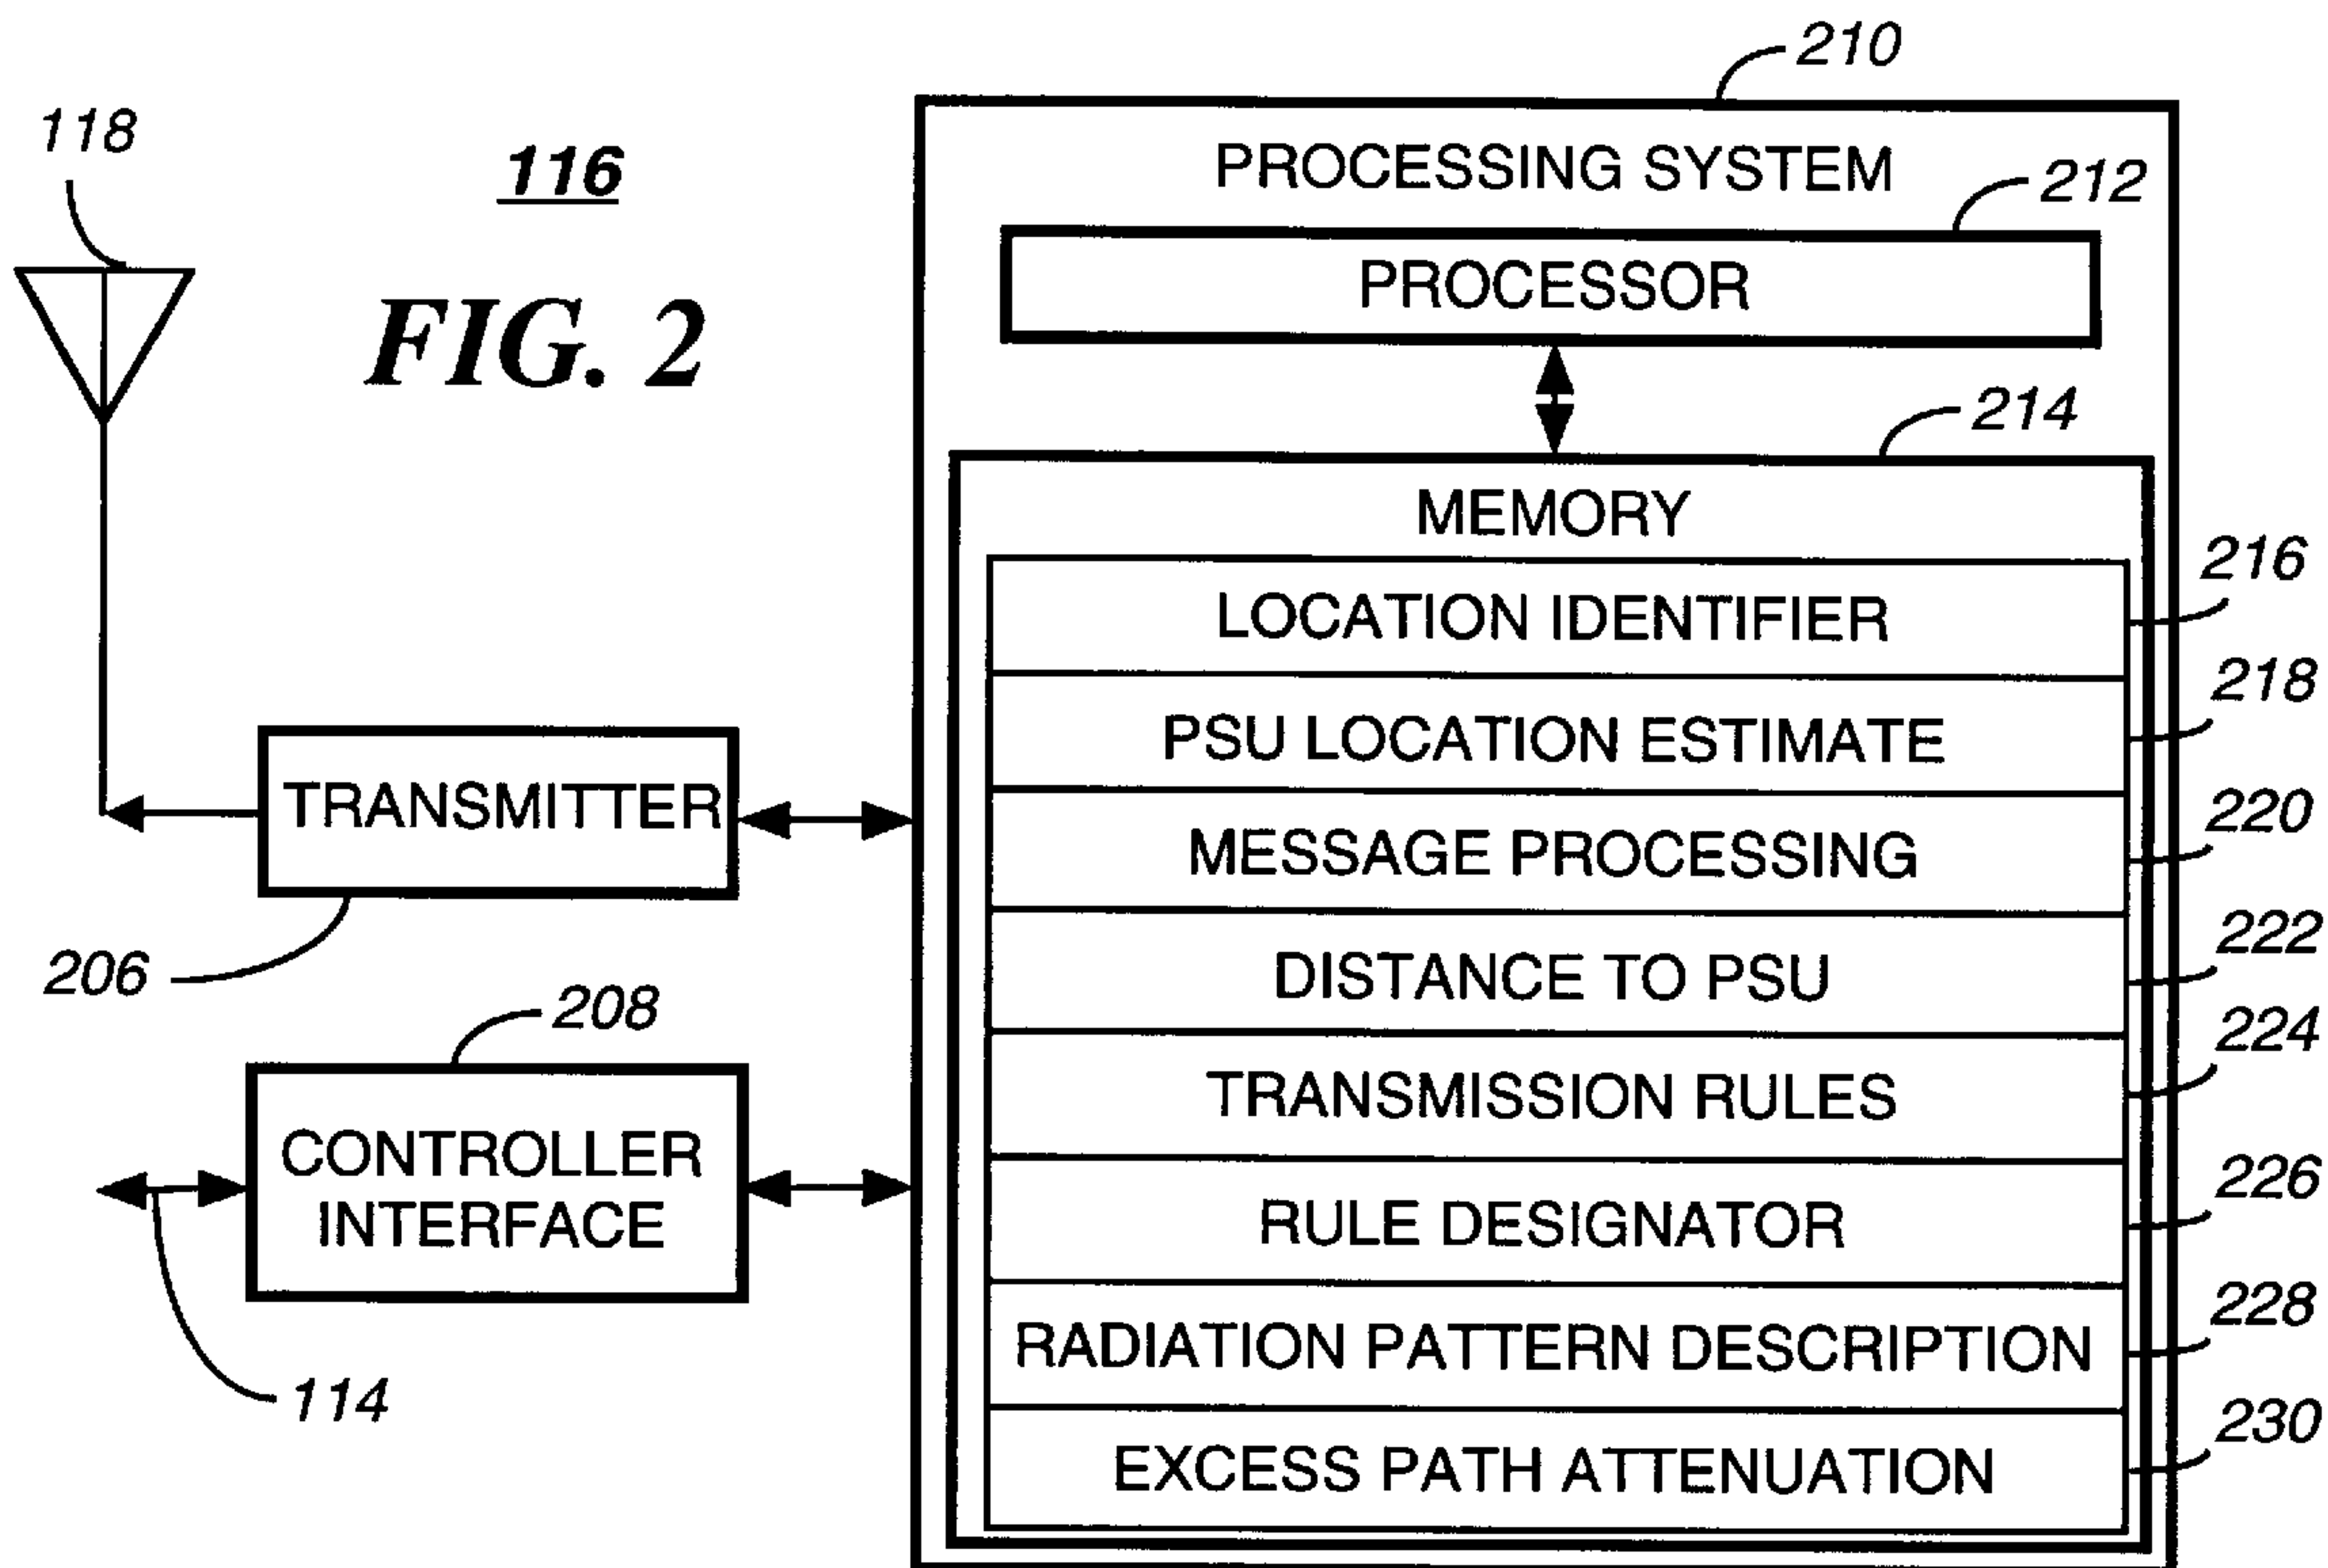 210
118
116
PROCESSING SYSTEM
212
PROCESSOR
FIG. 2
214
MEMORY
216
LOCATION IDENTIFIER
218
PSU LOCATION ESTIMATE
220
TRANSMITTER
MESSAGE PROCESSING
222
206
DISTANCE TO PSU
208
224
TRANSMISSION RULES
CONTROLLER
INTERFACE
226
RULE DESIGNATOR
228
RADIATION PATTERN DESCRIPTION
114
230
EXCESS PATH ATTENUATION